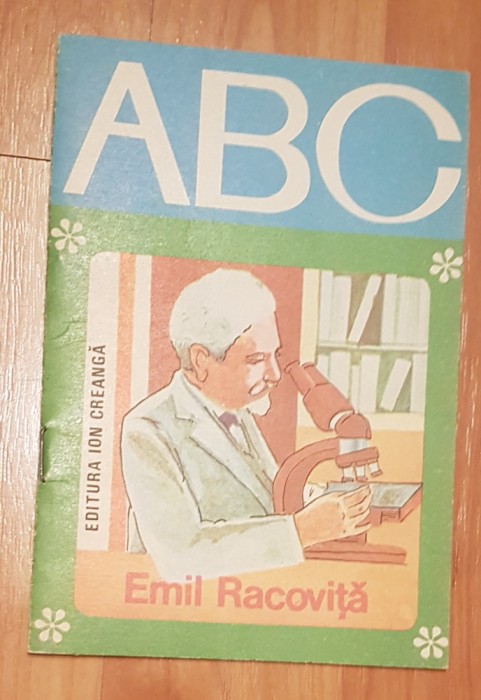 ABC
EDITURA ION CREANGĂ
Emil Racoviță